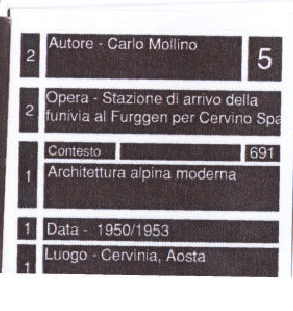 2 Autore - Carlo Mollino 5
2 Opera - Stazione di arrivo della
funivia al Furggen per Cervino Spa
Contesto 691
1 Architettura alpina moderna
1 Data - 1950/1953
1 Luogo - Cervinia, Aosta